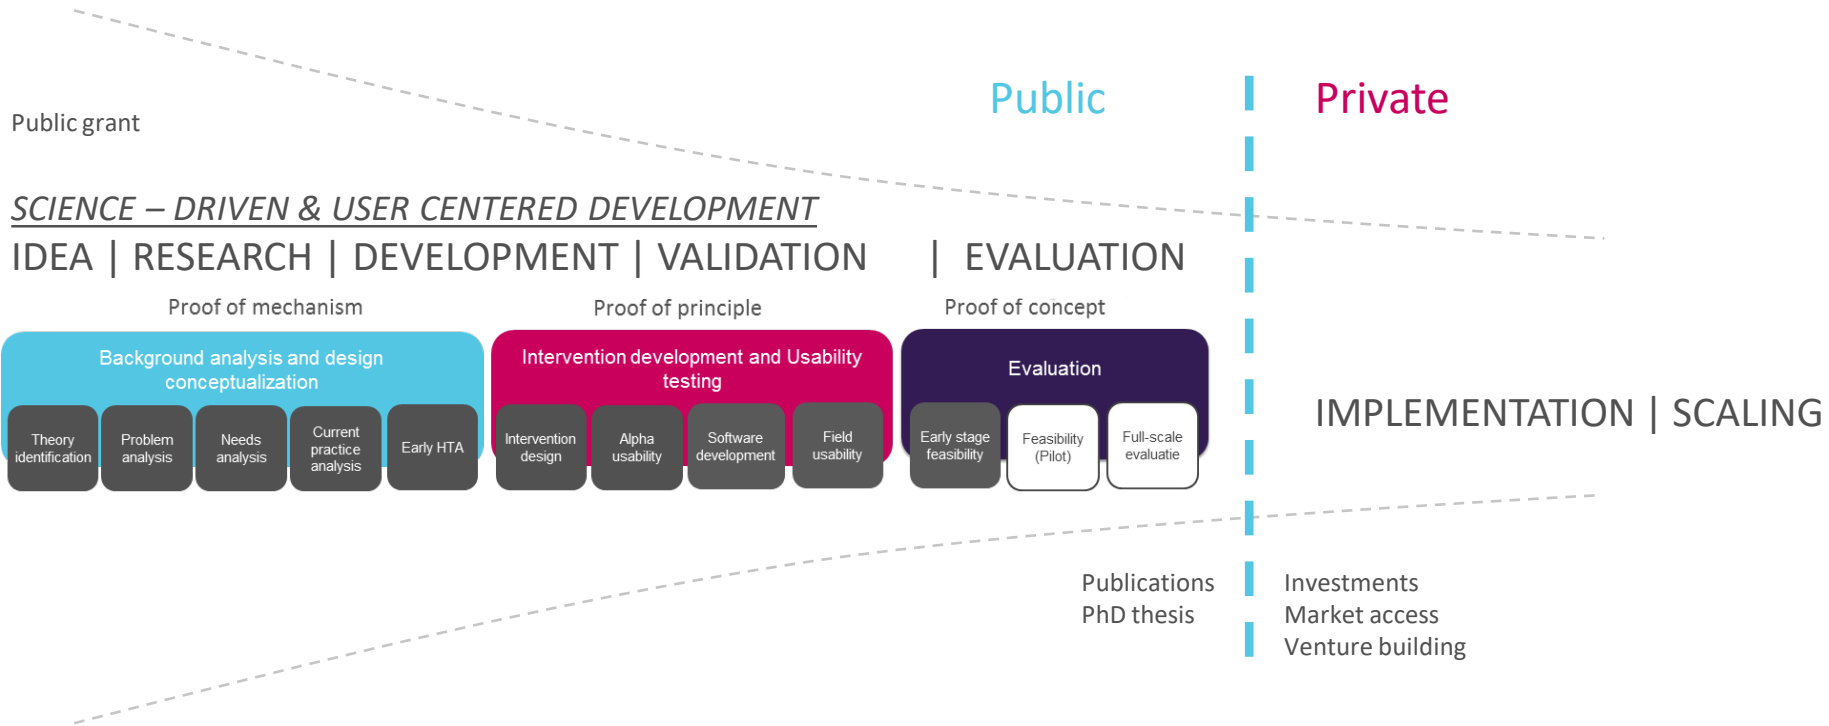 Public
Private
Public grant
SCIENCE – DRIVEN & USER CENTERED DEVELOPMENT
IDEA | RESEARCH | DEVELOPMENT | VALIDATION | EVALUATION
Proof of mechanism
Proof of principle
Proof of concept
Background analysis and design
conceptualization
Theory
identification
Problem
analysis
Needs
analysis
Current
practice
analysis
Early HTA
Intervention development and Usability
testing
Intervention
design
Alpha
usability
Software
development
Field
usability
Evaluation
Early stage
feasibility
Feasibility
(Pilot)
Full-scale
evaluatie
IMPLEMENTATION | SCALING
Publications
PhD thesis
Investments
Market access
Venture building